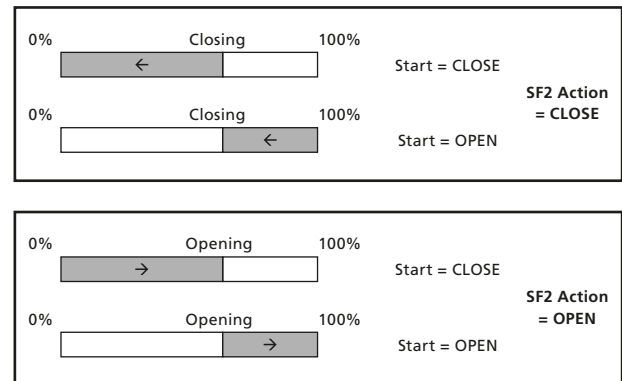 0% Closing 100%
← Start = CLOSE
SF2 Action
= CLOSE
0% Closing 100%
← Start = OPEN
0% Opening 100%
→ Start = CLOSE
SF2 Action
= OPEN
0% Opening 100%
→ Start = OPEN